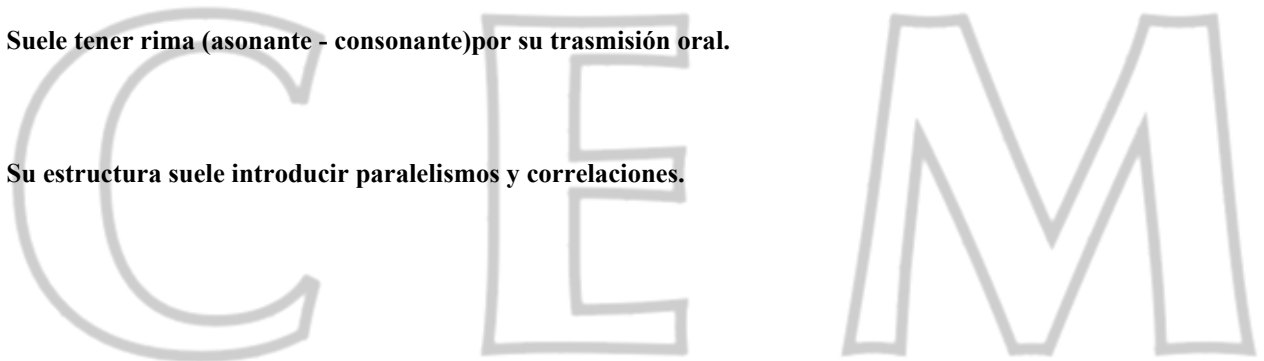 Suele tener rima (asonante - consonante)por su trasmisión oral.
Su estructura suele introducir paralelismos y correlaciones.
CEM